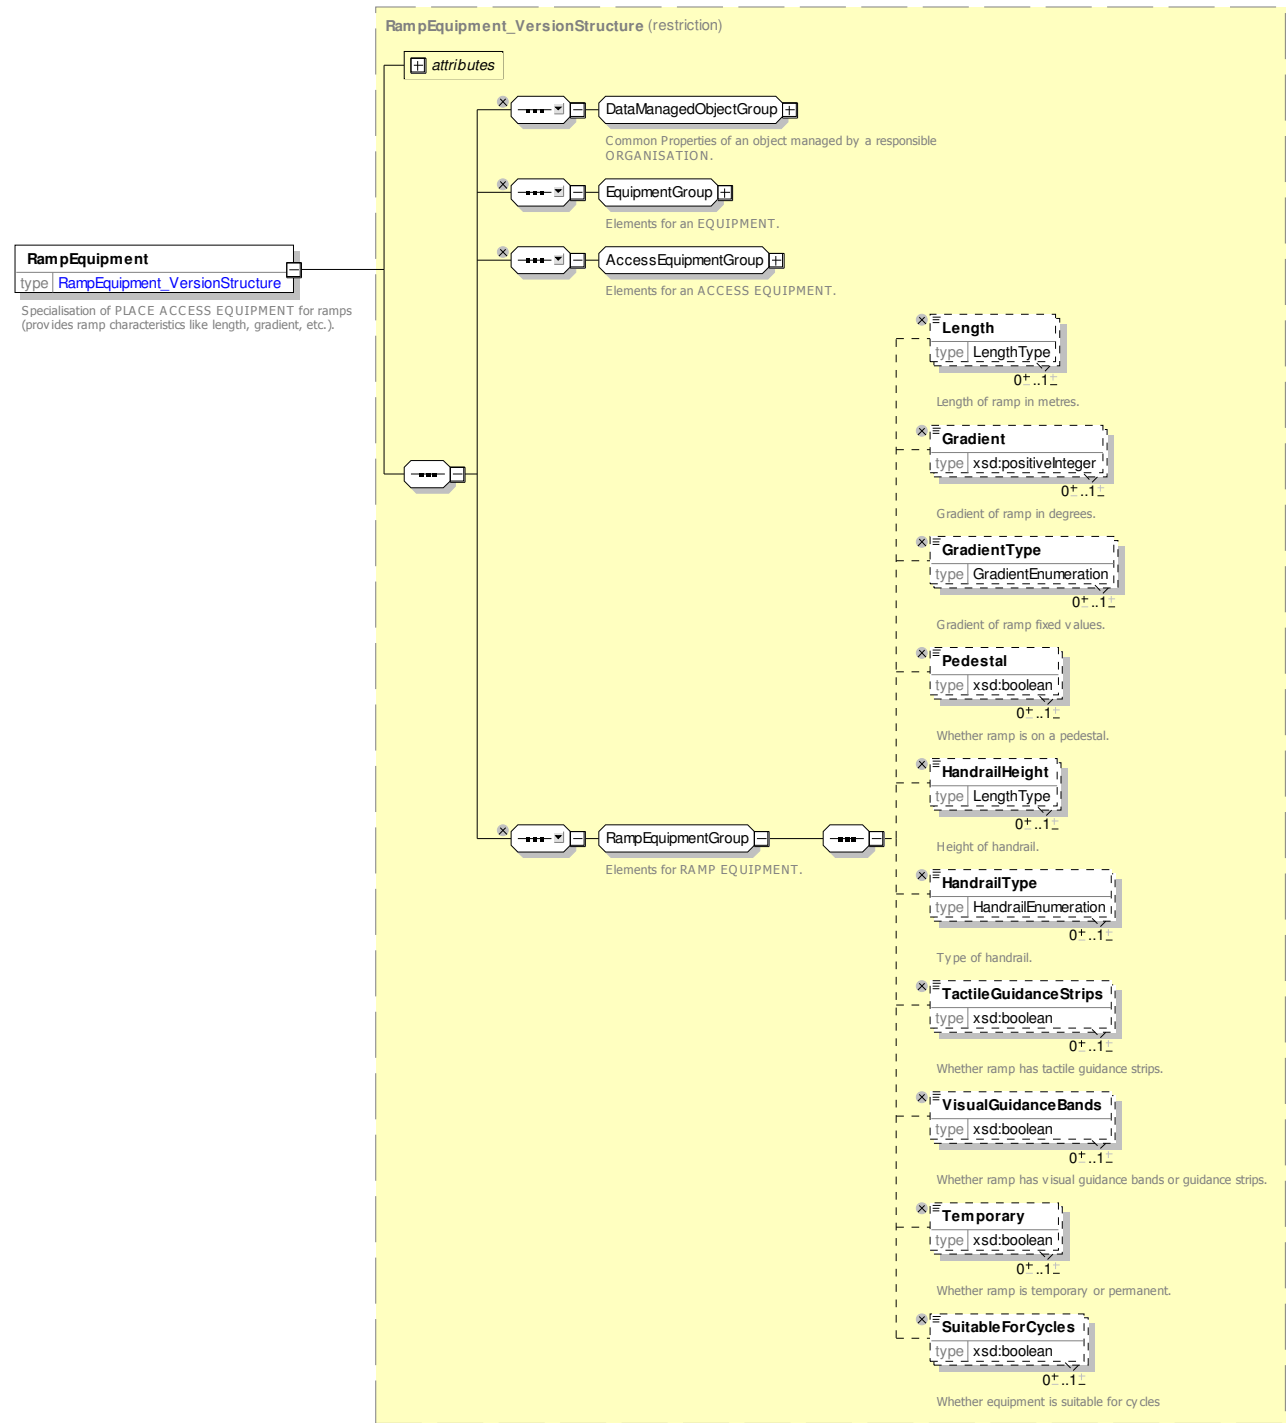 RampEquipment_VersionStructure (restriction)
attributes
DataManagedObjectGroup
Common Properties of an object managed by a responsible
ORGANISATION.
EquipmentGroup
Elements for an EQUIPMENT.
AccessEquipmentGroup
Elements for an ACCESS EQUIPMENT.
RampEquipment
type RampEquipment_VersionStructure
Specialisation of PLACE ACCESS EQUIPMENT for ramps
(provides ramp characteristics like length, gradient, etc.).
Length
type LengthType
0..1
Length of ramp in metres.
Gradient
type xsd:positiveInteger
0..1
Gradient of ramp in degrees.
GradientType
type GradientEnumeration
0..1
Gradient of ramp fixed values.
Pedestal
type xsd:boolean
0..1
Whether ramp is on a pedestal.
HandrailHeight
type LengthType
0..1
Height of handrail.
RampEquipmentGroup
Elements for RAMP EQUIPMENT.
HandrailType
type HandrailEnumeration
0..1
Type of handrail.
TactileGuidanceStrips
type xsd:boolean
0..1
Whether ramp has tactile guidance strips.
VisualGuidanceBands
type xsd:boolean
0..1
Whether ramp has visual guidance bands or guidance strips.
Temporary
type xsd:boolean
0..1
Whether ramp is temporary or permanent.
SuitableForCycles
type xsd:boolean
0..1
Whether equipment is suitable for cycles